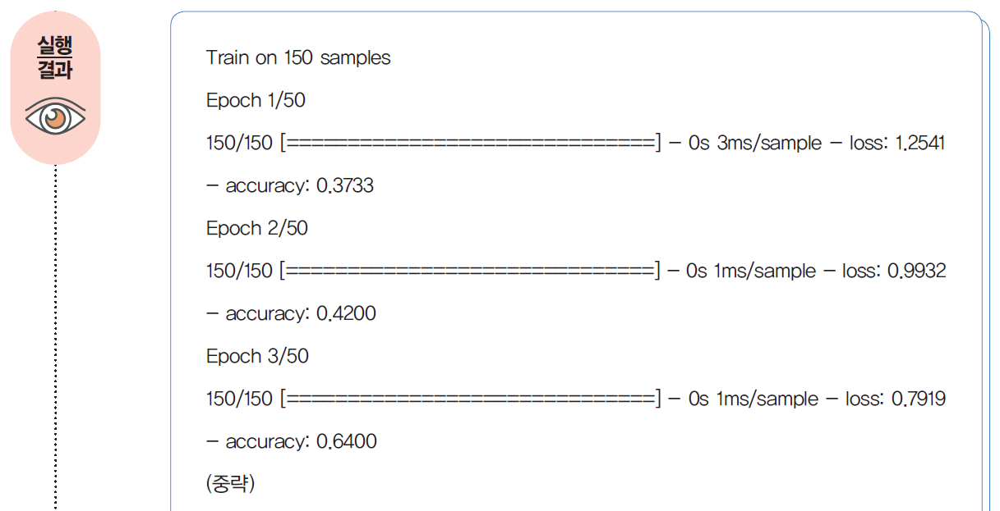 실행
결과
Train on 150 samples
Epoch 1/50
150/150 [==============================] - 0s 3ms/sample - loss: 1.2541
- accuracy: 0.3733
Epoch 2/50
150/150 [==============================] - 0s 1ms/sample - loss: 0.9932
- accuracy: 0.4200
Epoch 3/50
150/150 [==============================] - 0s 1ms/sample - loss: 0.7919
- accuracy: 0.6400
(중략)